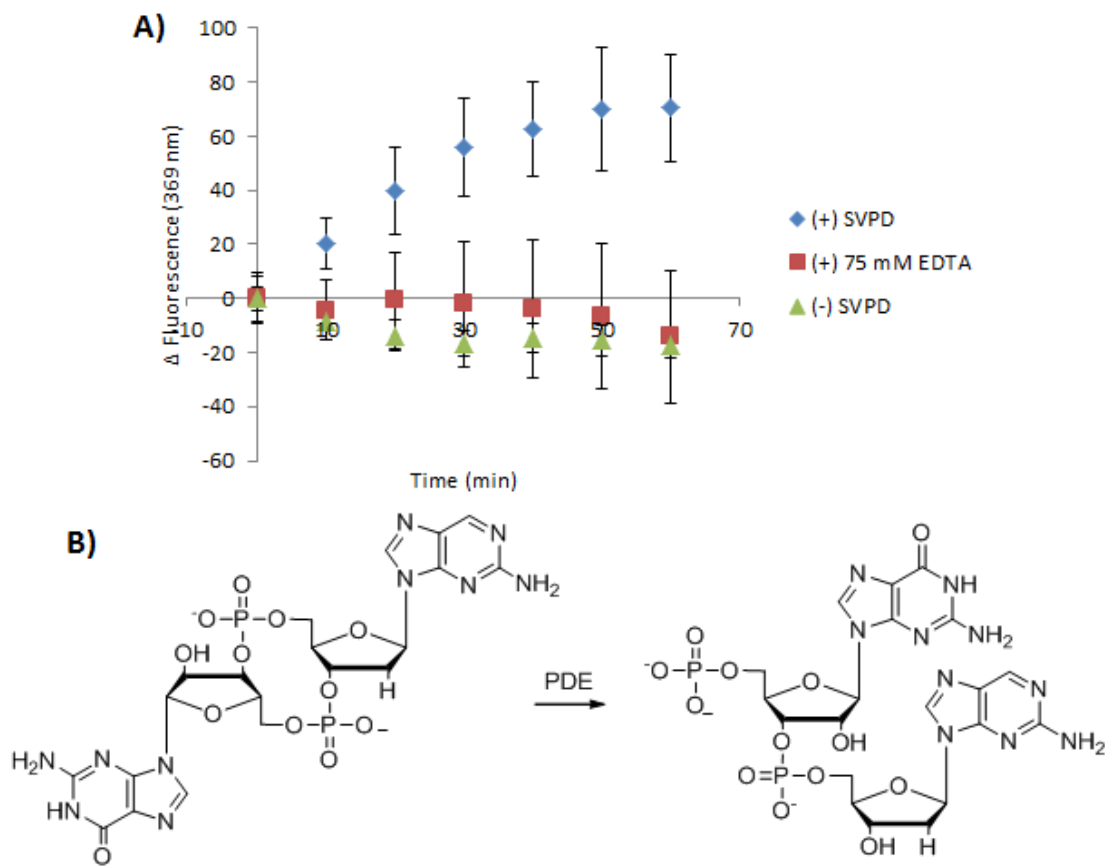 A)
100
80
60
40
20
0
-20
-40
-60
10
10
30
50
70
Δ Fluorescence (369 nm)
Time (min)
(+) SVPD
(+) 75 mM EDTA
(-) SVPD
B)
N
N
N
N
NH₂
O
⁻O
P
O
O
OH
O
O
H
O
P
O⁻
O
O
H₂N
N
N
HN
N
O
PDE
O
N
NH
N
N
NH₂
O
⁻O
P
O
O⁻
O
O
OH
O
P
O
O⁻
O
N
N
N
N
NH₂
OH
H